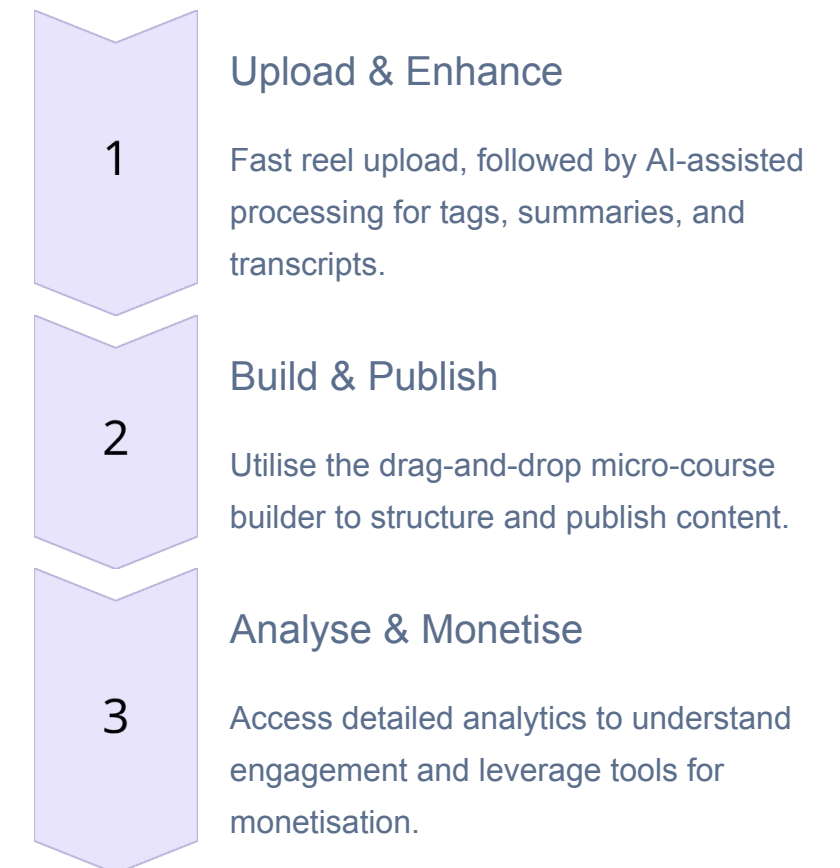 1
Upload & Enhance
Fast reel upload, followed by AI-assisted
processing for tags, summaries, and
transcripts.
2
Build & Publish
Utilise the drag-and-drop micro-course
builder to structure and publish content.
3
Analyse & Monetise
Access detailed analytics to understand
engagement and leverage tools for
monetisation.